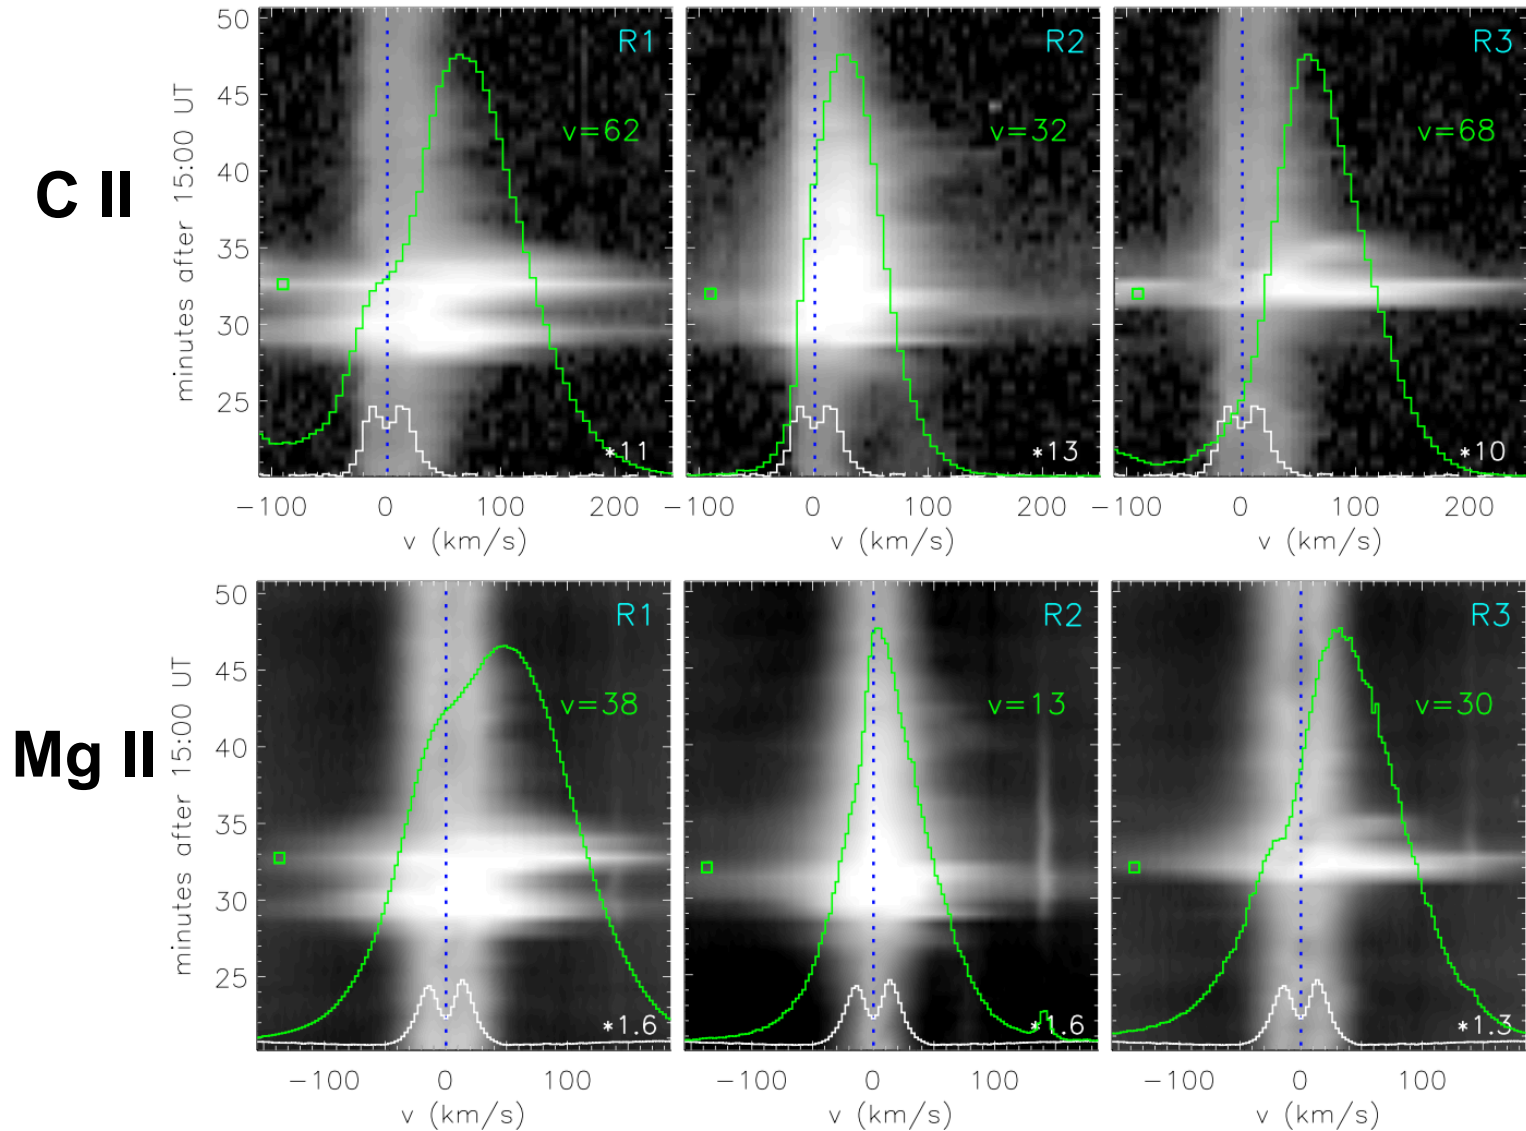 C II
minutes after 15:00 UT
50
45
40
35
30
25
R1
v=62
*11
-100 0 100 200
v (km/s)
R2
v=32
*13
-100 0 100 200
v (km/s)
R3
v=68
*10
-100 0 100 200
v (km/s)
Mg II
minutes after 15:00 UT
50
45
40
35
30
25
R1
v=38
*1.6
-100 0 100
v (km/s)
R2
v=13
*1.6
-100 0 100
v (km/s)
R3
v=30
*1.3
-100 0 100
v (km/s)